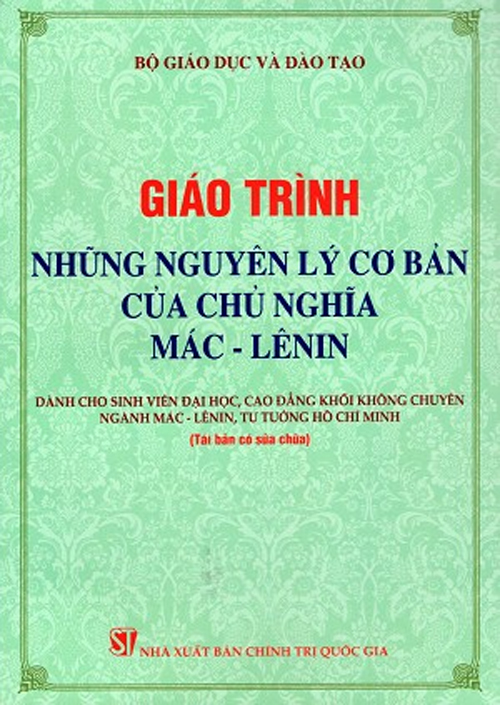 BỘ GIÁO DỤC VÀ ĐÀO TẠO
GIÁO TRÌNH
NHỮNG NGUYÊN LÝ CƠ BẢN
CỦA CHỦ NGHĨA
MÁC - LÊNIN
DÀNH CHO SINH VIÊN ĐẠI HỌC, CAO ĐẲNG KHỐI KHÔNG CHUYÊN
NGÀNH MÁC - LÊNIN, TƯ TƯỞNG HỒ CHÍ MINH
(Tái bản có sửa chữa)
ST NHÀ XUẤT BẢN CHÍNH TRỊ QUỐC GIA